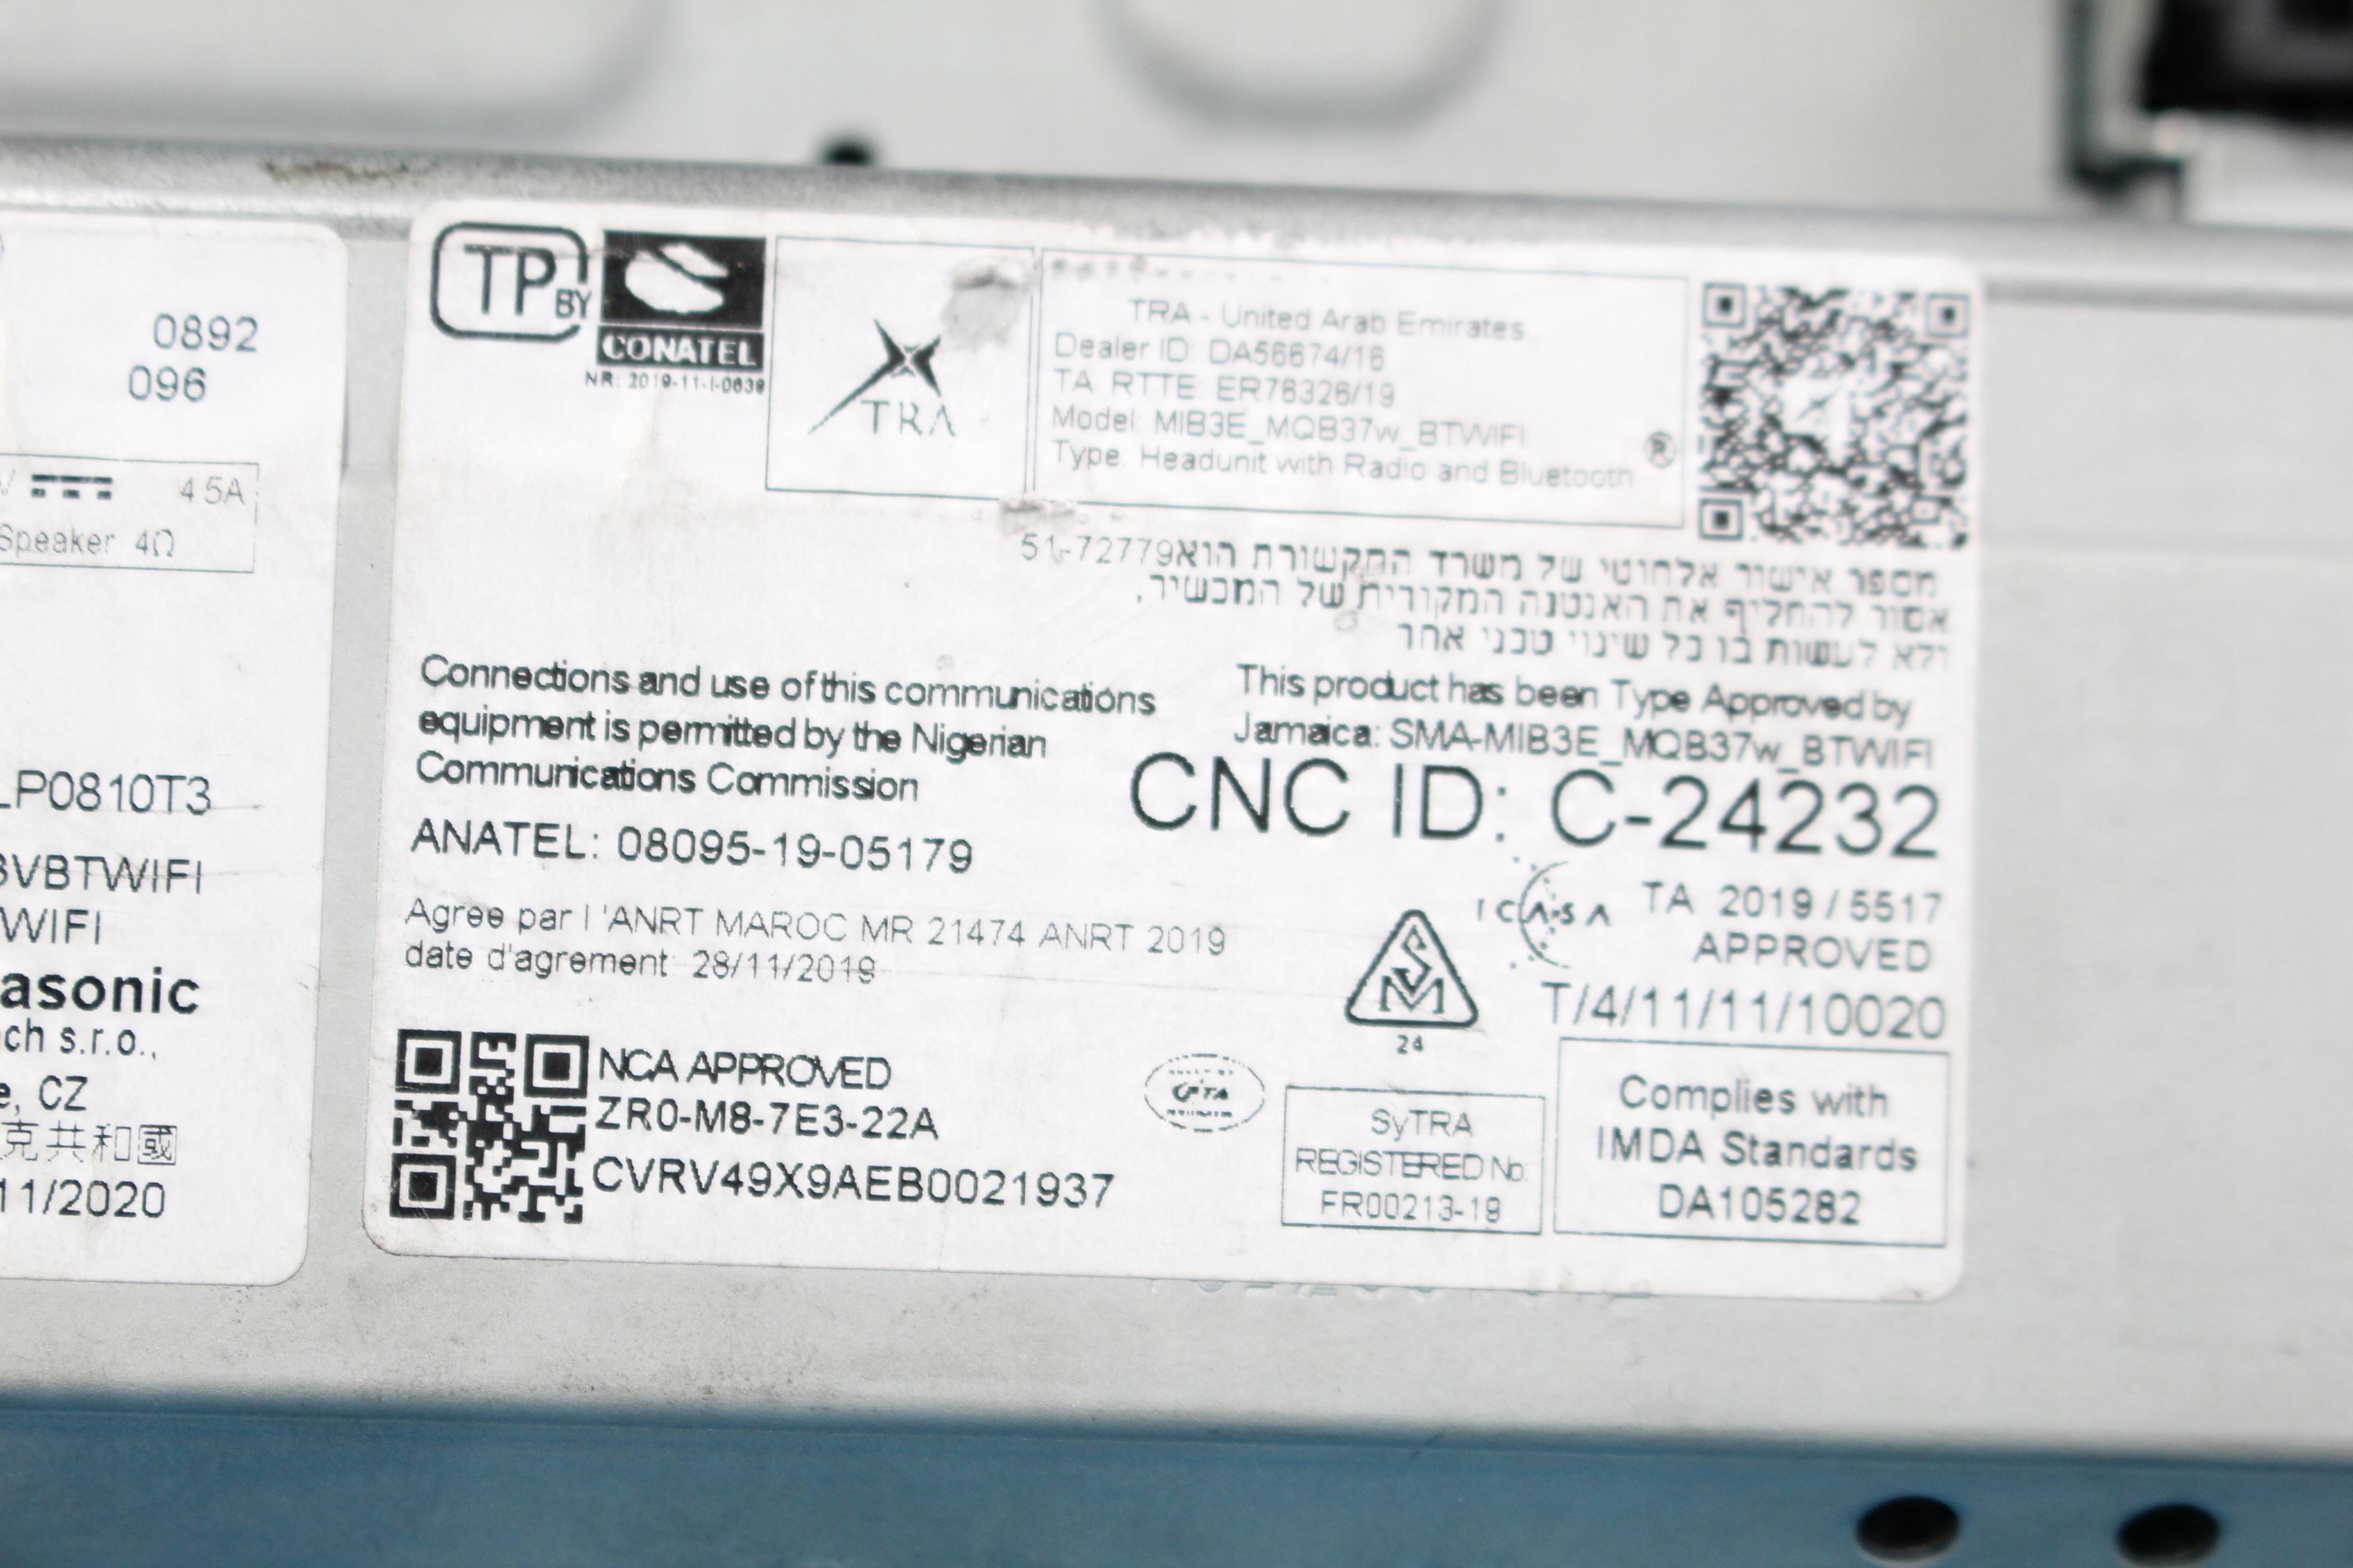 0892
096
4.5A
Speaker 4Ω
LP0810T3
BVBTWIFI
WIFI
asonic
ch s.r.o.,
e, CZ
克共和國
11/2020
TP BY
CONATEL
NR: 2019-11-I-0639
TRA
TRA - United Arab Emirates
Dealer ID: DA56674/16
TA RTTE: ER76326/19
Model: MIB3E_MQB37w_BTWIFI
Type: Headunit with Radio and Bluetooth ®
מספר אישור אלחוטי של משרד התקשורת הוא 51-72779
אסור להחליף את האנטנה המקורית של המכשיר,
ולא לעשות בו כל שינוי טכני אחר
Connections and use of this communications
equipment is permitted by the Nigerian
Communications Commission
This product has been Type Approved by
Jamaica: SMA-MIB3E_MQB37w_BTWIFI
CNC ID: C-24232
ANATEL: 08095-19-05179
Agree par l'ANRT MAROC MR 21474 ANRT 2019
date d'agrement: 28/11/2019
ICASA TA 2019 / 5517
APPROVED
T/4/11/11/10020
SM
24
NCA APPROVED
ZR0-M8-7E3-22A
CVRV49X9AEB0021937
SyTRA
REGISTERED No.
FR00213-19
Complies with
IMDA Standards
DA105282